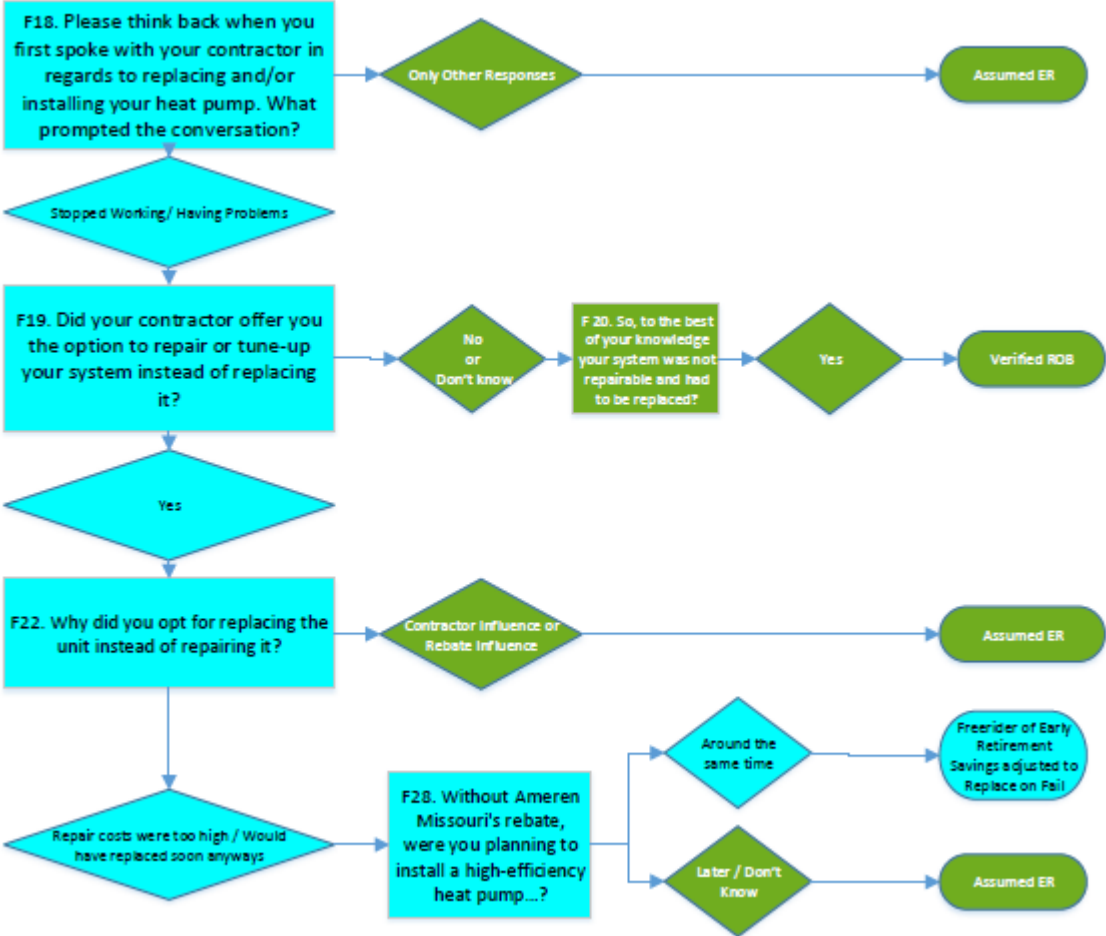 F18. Please think back when you
first spoke with your contractor in
regards to replacing and/or
installing your heat pump. What
prompted the conversation?
Only Other Responses
Assumed ER
Stopped Working/ Having Problems
F19. Did your contractor offer you
the option to repair or tune-up
your system instead of replacing
it?
No
or
Don't know
F 20. So, to the best
of your knowledge
your system was not
repairable and had
to be replaced?
Yes
Verified ROB
Yes
F22. Why did you opt for replacing the
unit instead of repairing it?
Contractor Influence or
Rebate Influence
Assumed ER
Repair costs were too high / Would
have replaced soon anyways
F28. Without Ameren
Missouri's rebate,
were you planning to
install a high-efficiency
heat pump...?
Around the
same time
Freerider of Early
Retirement
Savings adjusted to
Replace on Fail
Later / Don't
Know
Assumed ER